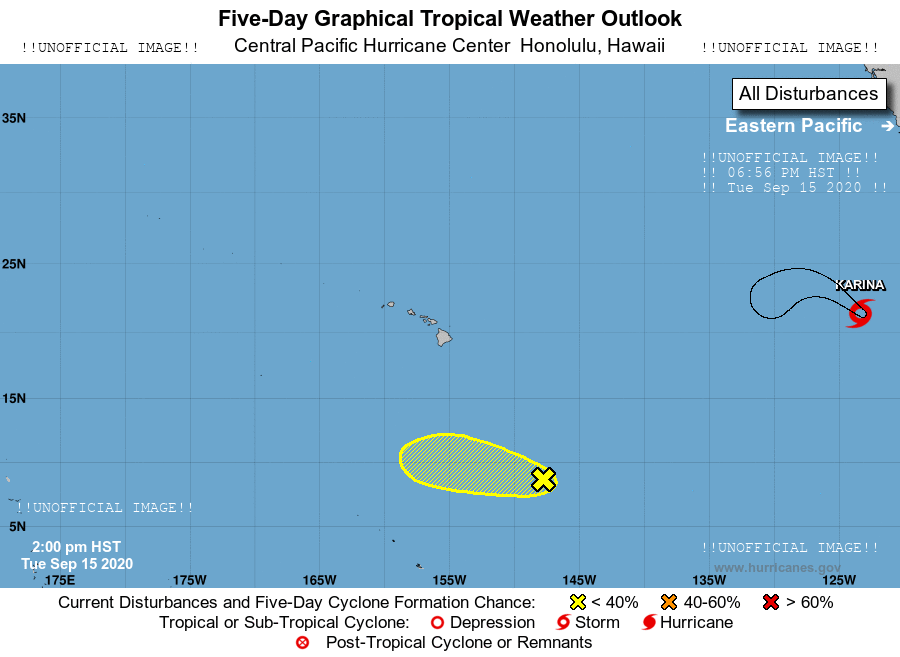 Five-Day Graphical Tropical Weather Outlook
!!UNOFFICIAL IMAGE!! Central Pacific Hurricane Center Honolulu, Hawaii !!UNOFFICIAL IMAGE!!
All Disturbances
35N
Eastern Pacific →
!!UNOFFICIAL IMAGE!!
!! 06:56 PM HST !!
!! Tue Sep 15 2020 !!
25N
KARINA
15N
!!UNOFFICIAL IMAGE!!
5N
2:00 pm HST
Tue Sep 15 2020
!!UNOFFICIAL IMAGE!!
www.hurricanes.gov
175E 175W 165W 155W 145W 135W 125W
Current Disturbances and Five-Day Cyclone Formation Chance: < 40% 40-60% > 60%
Tropical or Sub-Tropical Cyclone: Depression Storm Hurricane
Post-Tropical Cyclone or Remnants